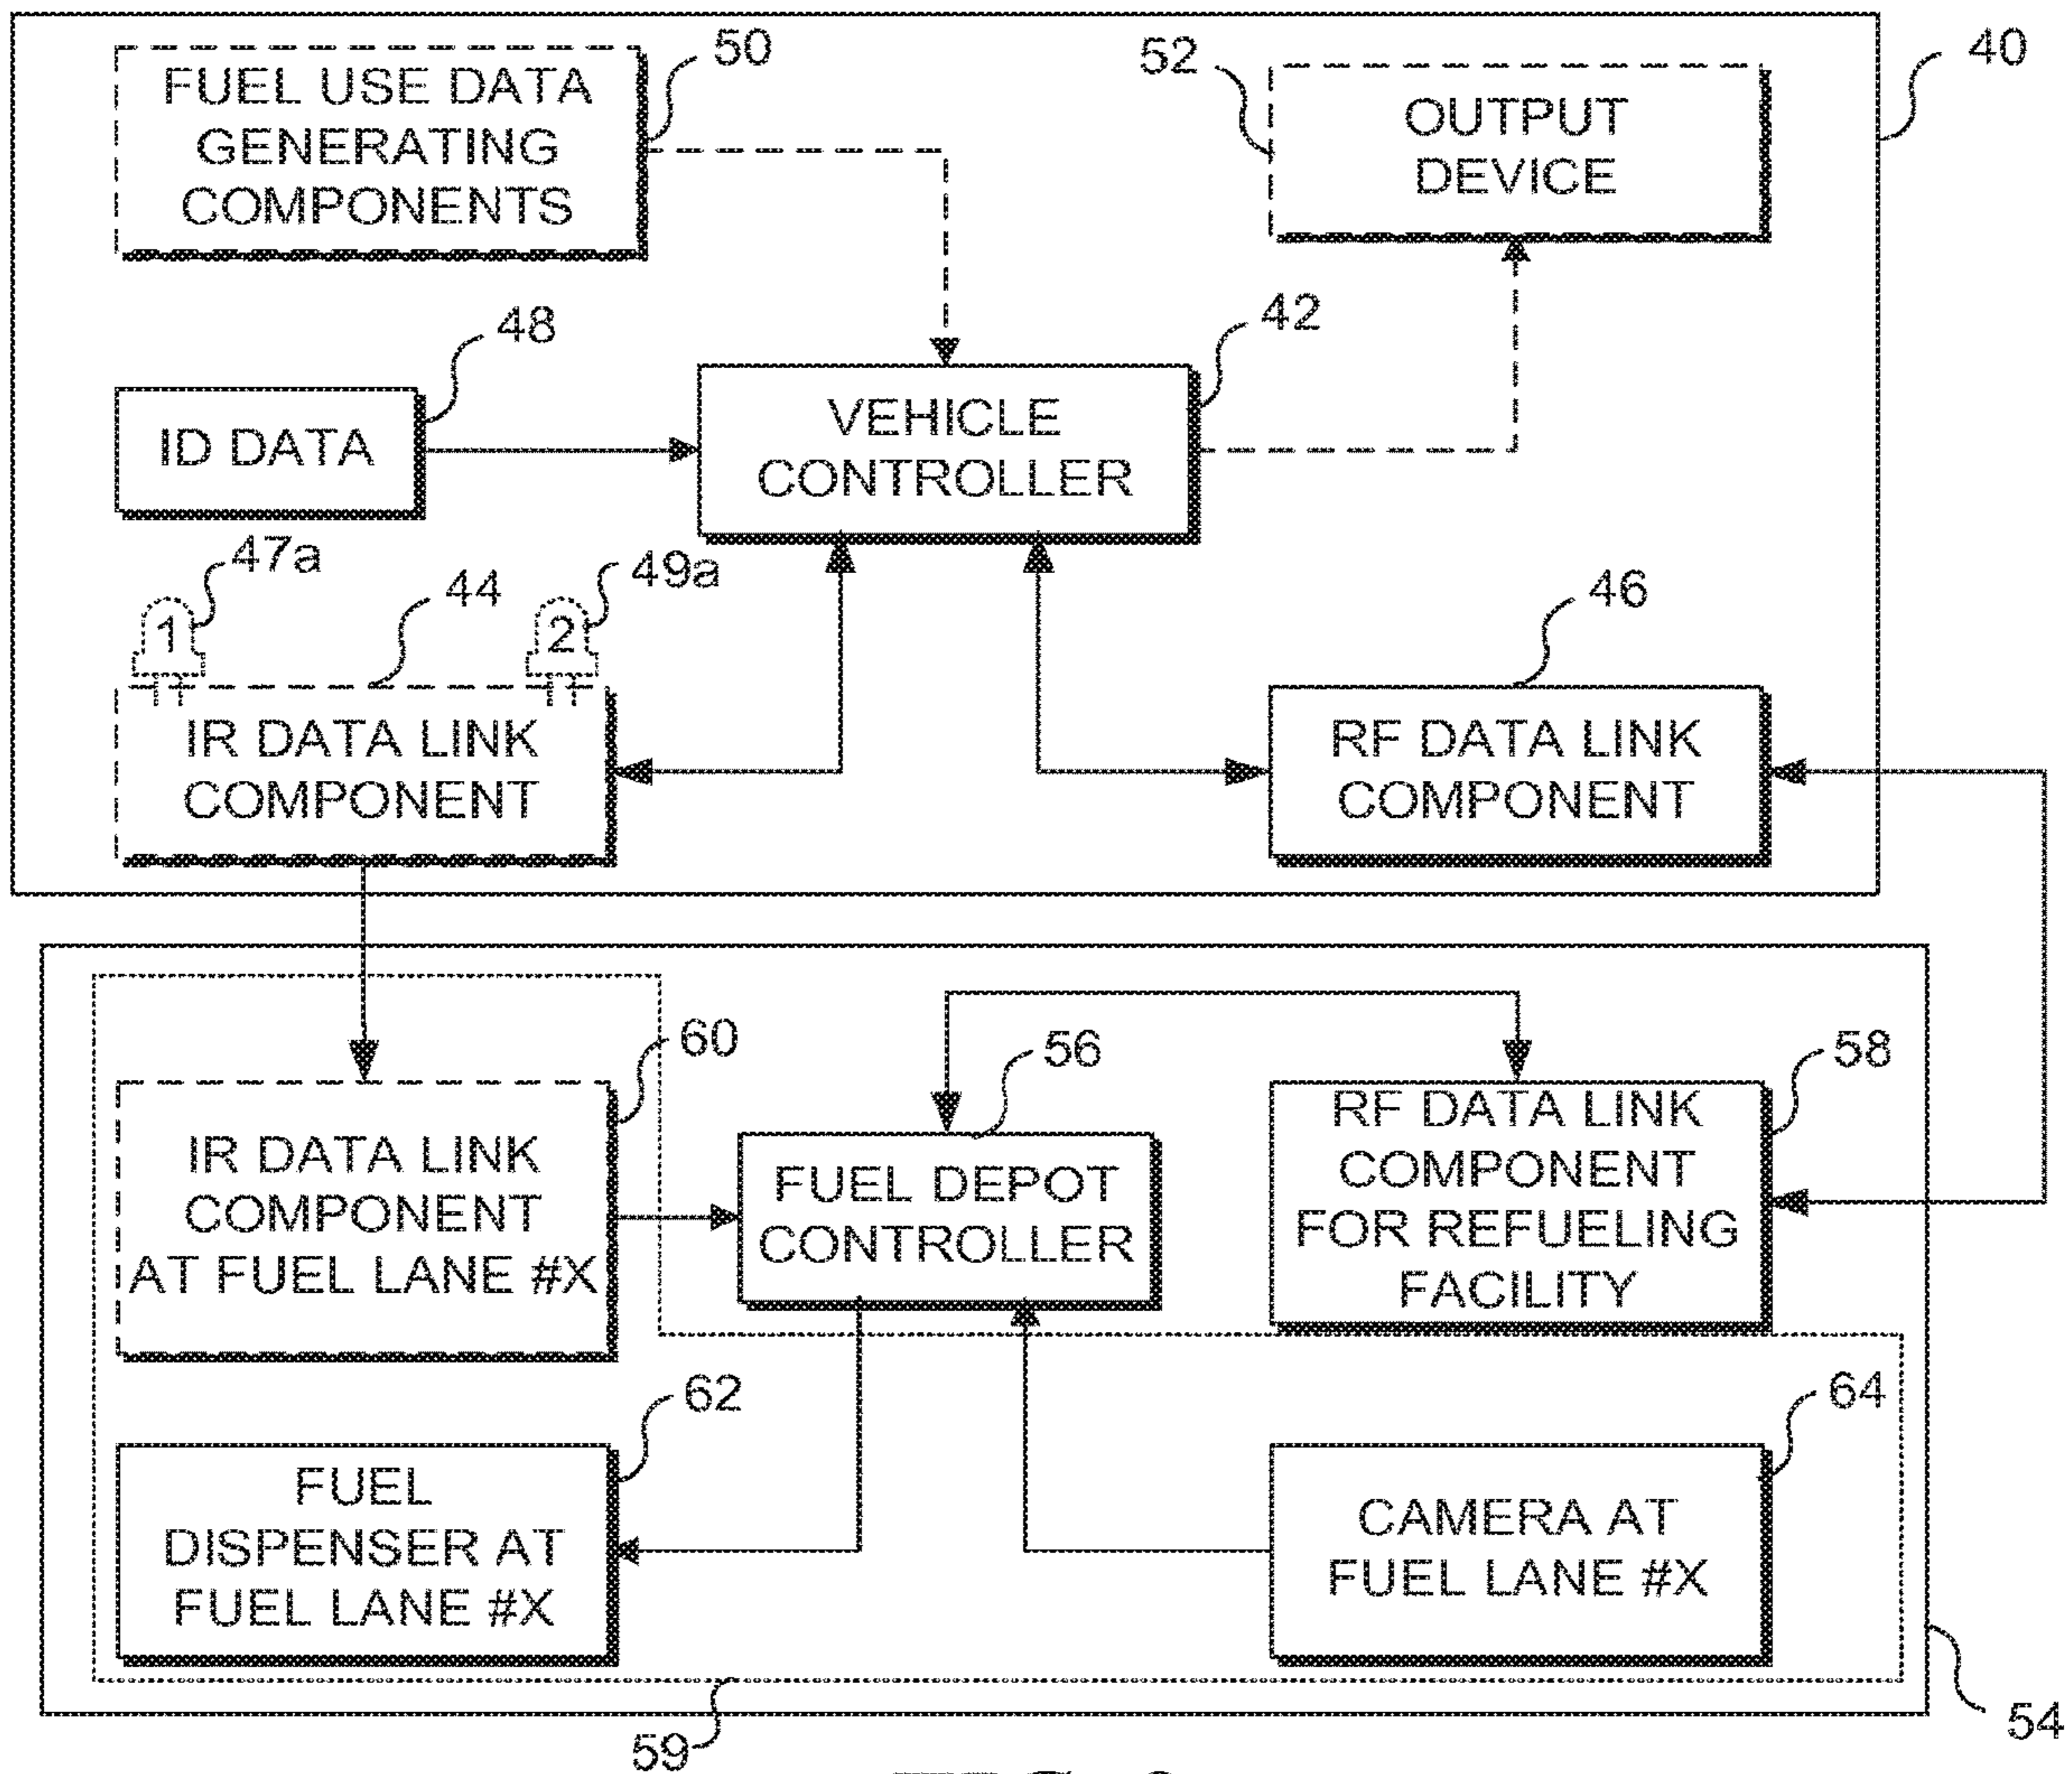 50
52
40
FUEL USE DATA
GENERATING
COMPONENTS
OUTPUT
DEVICE
48
42
ID DATA
VEHICLE
CONTROLLER
47a
44
49a
46
1
2
IR DATA LINK
COMPONENT
RF DATA LINK
COMPONENT
60
56
58
IR DATA LINK
COMPONENT
AT FUEL LANE #X
FUEL DEPOT
CONTROLLER
RF DATA LINK
COMPONENT
FOR REFUELING
FACILITY
62
64
FUEL
DISPENSER AT
FUEL LANE #X
CAMERA AT
FUEL LANE #X
59
54